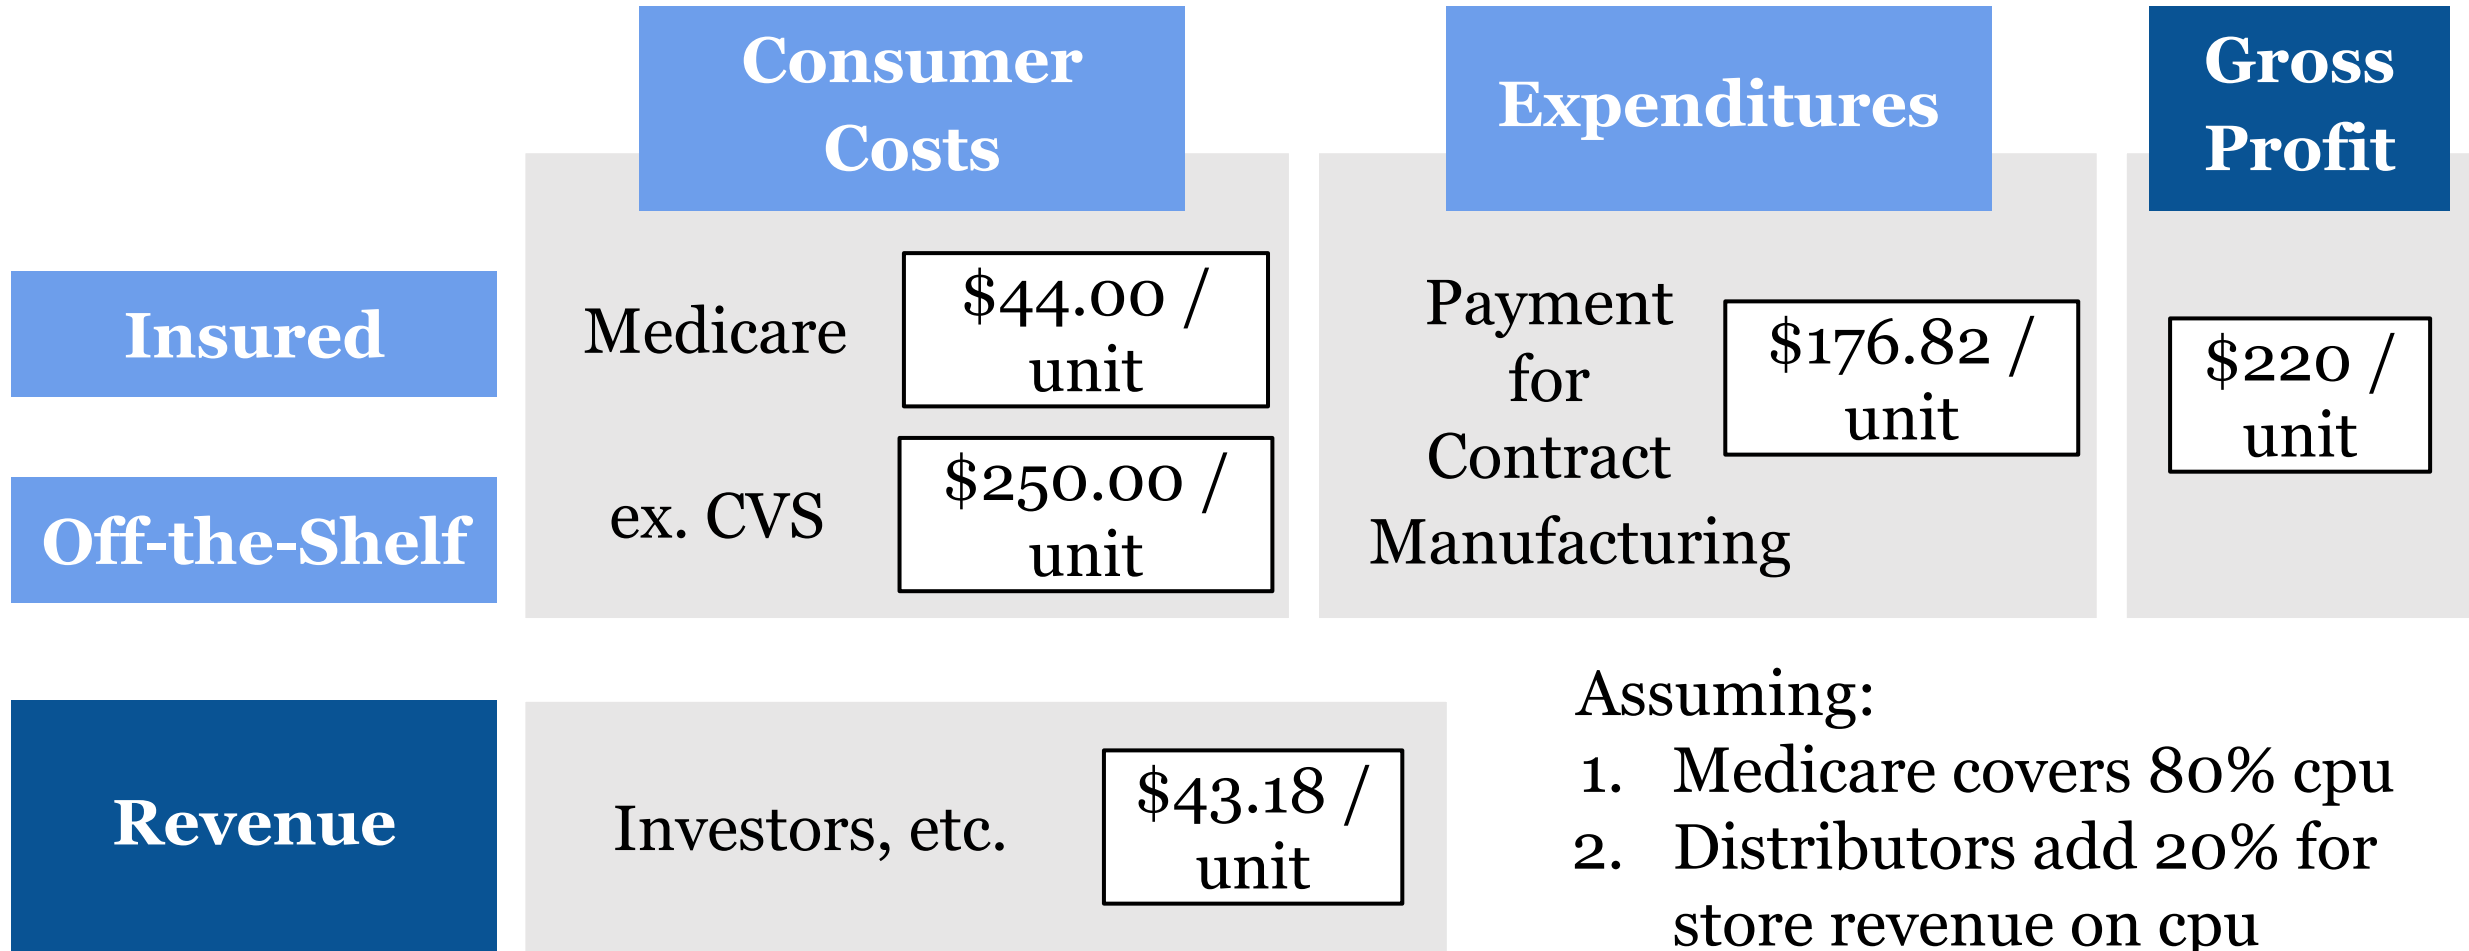 Consumer
Costs
Expenditures
Gross
Profit
Insured
Medicare
$44.00 /
unit
Payment
for
Contract
Manufacturing
$176.82 /
unit
$220 /
unit
Off-the-Shelf
ex. CVS
$250.00 /
unit
Revenue
Investors, etc.
$43.18 /
unit
Assuming:
1. Medicare covers 80% cpu
2. Distributors add 20% for
store revenue on cpu